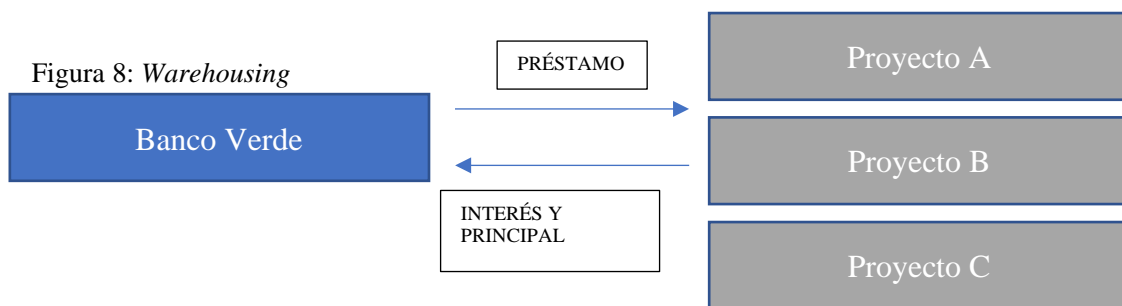 Figura 8: Warehousing
Banco Verde
PRÉSTAMO
INTERÉS Y
PRINCIPAL
Proyecto A
Proyecto B
Proyecto C